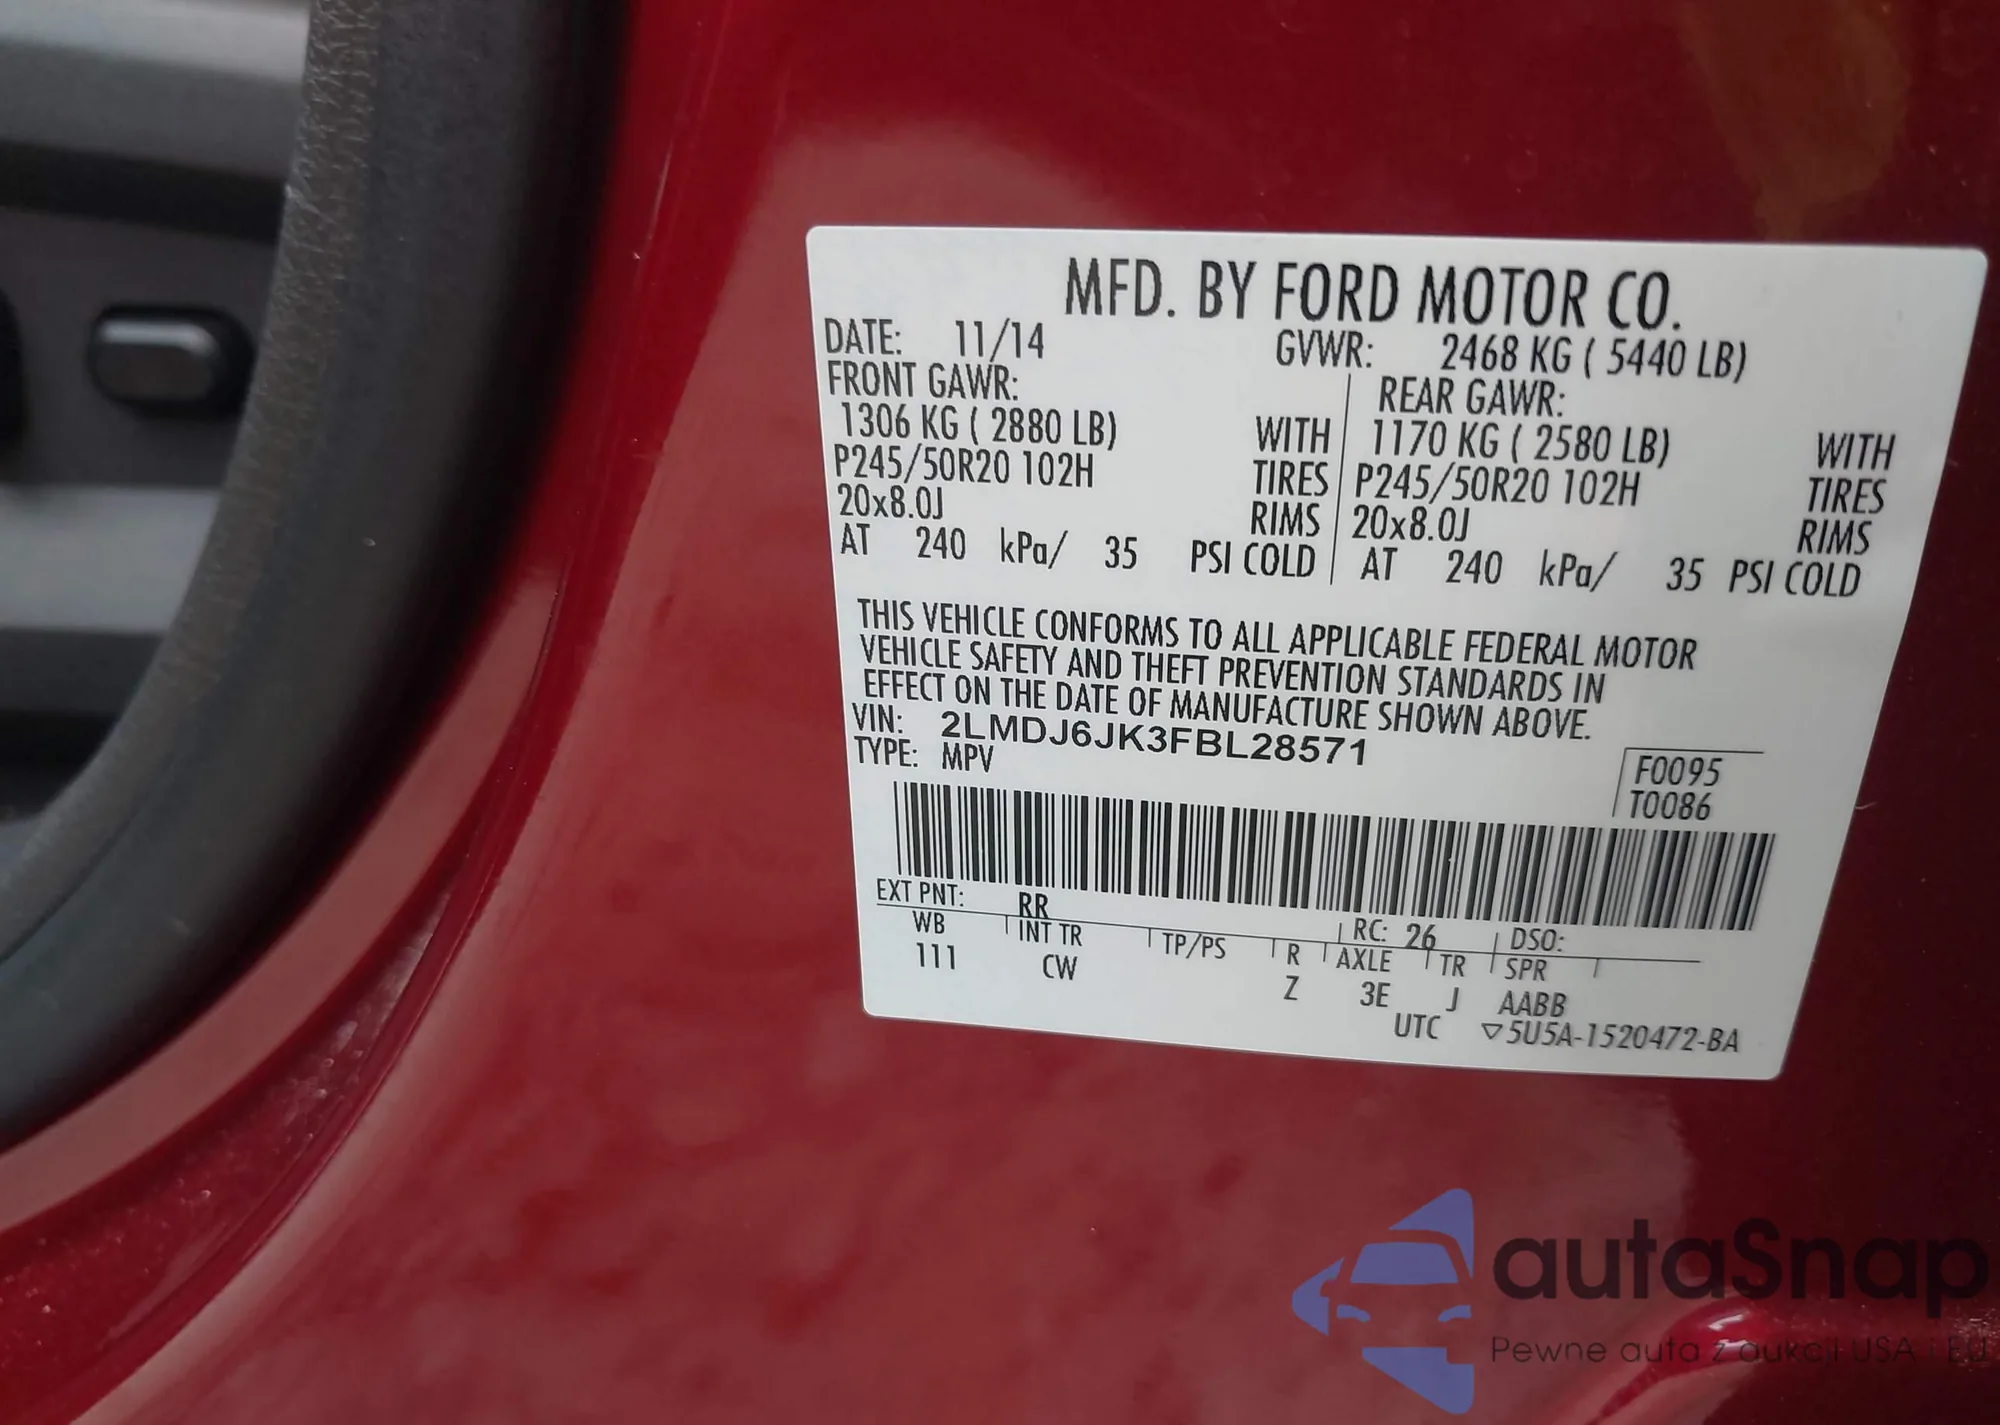 MFD. BY FORD MOTOR CO.
DATE: 11/14 GVWR: 2468 KG ( 5440 LB)
FRONT GAWR: REAR GAWR:
1306 KG ( 2880 LB) WITH 1170 KG ( 2580 LB) WITH
P245/50R20 102H TIRES P245/50R20 102H TIRES
20x8.0J RIMS 20x8.0J RIMS
AT 240 kPa/ 35 PSI COLD AT 240 kPa/ 35 PSI COLD
THIS VEHICLE CONFORMS TO ALL APPLICABLE FEDERAL MOTOR
VEHICLE SAFETY AND THEFT PREVENTION STANDARDS IN
EFFECT ON THE DATE OF MANUFACTURE SHOWN ABOVE.
VIN: 2LMDJ6JK3FBL28571
TYPE: MPV
F0095
T0086
EXT PNT: RR RC: 26 DSO:
WB INT TR TP/PS R AXLE TR SPR
111 CW Z 3E J AABB
UTC ▽5U5A-1520472-BA
autaSnap
Pewne auta z aukcji USA i EU